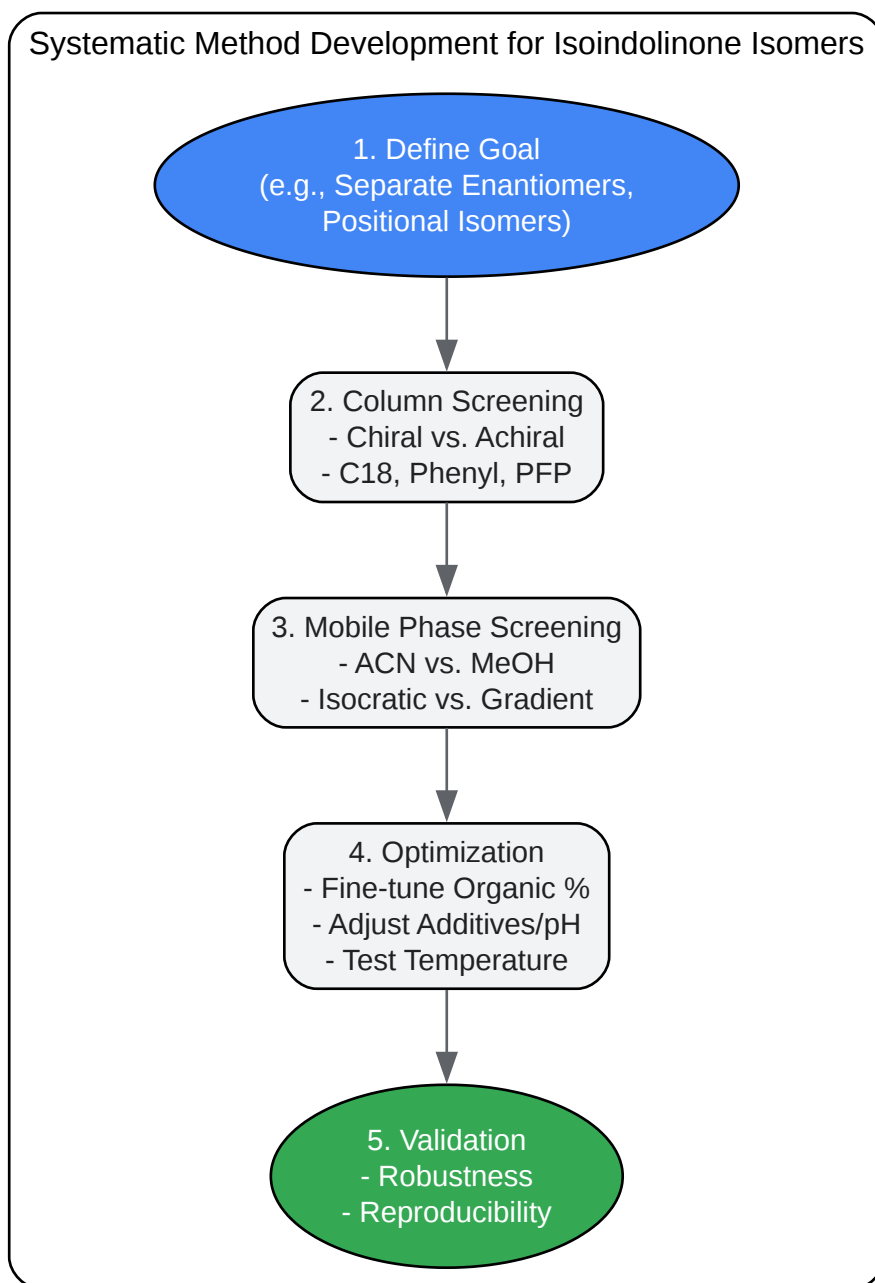 Systematic Method Development for Isoindolinone Isomers
1. Define Goal
(e.g., Separate Enantiomers,
Positional Isomers)
2. Column Screening
- Chiral vs. Achiral
- C18, Phenyl, PFP
3. Mobile Phase Screening
- ACN vs. MeOH
- Isocratic vs. Gradient
4. Optimization
- Fine-tune Organic %
- Adjust Additives/pH
- Test Temperature
5. Validation
- Robustness
- Reproducibility